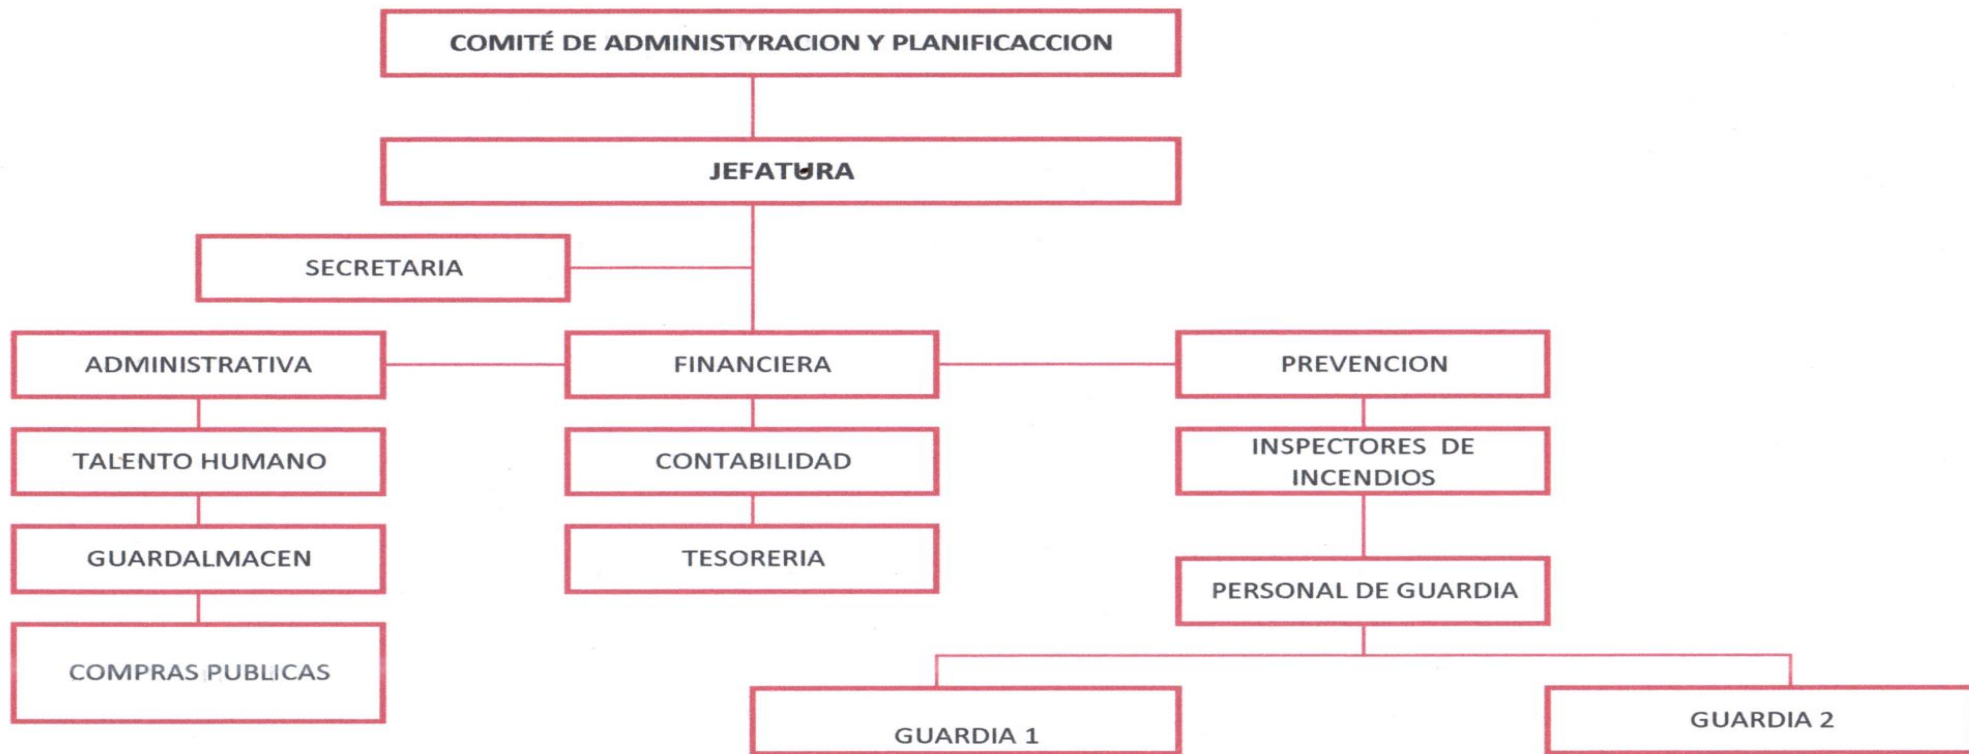 COMITÉ DE ADMINISTYRACION Y PLANIFICACCION
JEFATURA
SECRETARIA
ADMINISTRATIVA
FINANCIERA
PREVENCION
TALENTO HUMANO
CONTABILIDAD
INSPECTORES DE
INCENDIOS
GUARDALMACEN
TESORERIA
PERSONAL DE GUARDIA
COMPRAS PUBLICAS
GUARDIA 1
GUARDIA 2